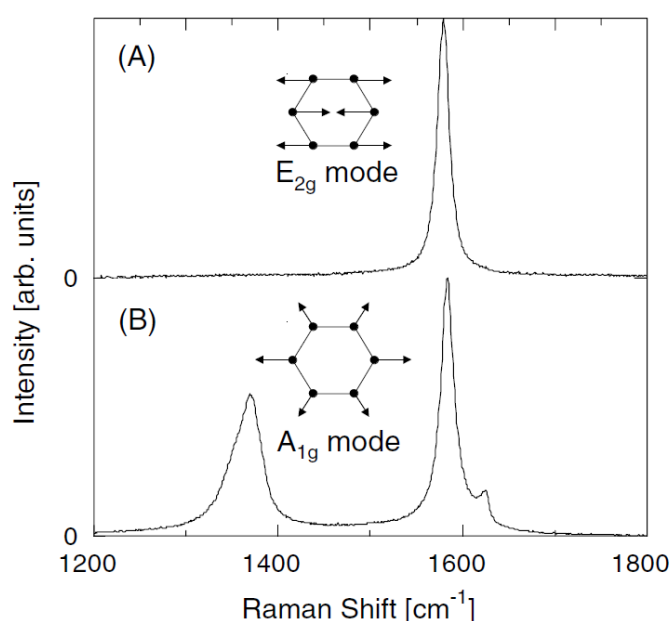 (A)
E2g mode
0
(B)
A1g mode
0
1200 1400 1600 1800
Raman Shift [cm-1]
Intensity [arb. units]